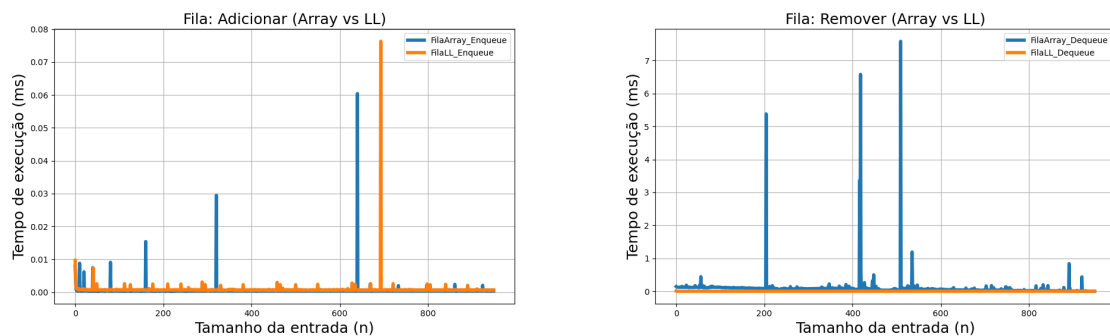 Fila: Adicionar (Array vs LL)
0.08
0.07
0.06
0.05
0.04
0.03
0.02
0.01
0.00
Tempo de execução (ms)
FilaArray_Enqueue
FilaLL_Enqueue
0
200
400
600
800
Tamanho da entrada (n)
Fila: Remover (Array vs LL)
7
6
5
4
3
2
1
0
Tempo de execução (ms)
FilaArray_Dequeue
FilaLL_Dequeue
0
200
400
600
800
Tamanho da entrada (n)